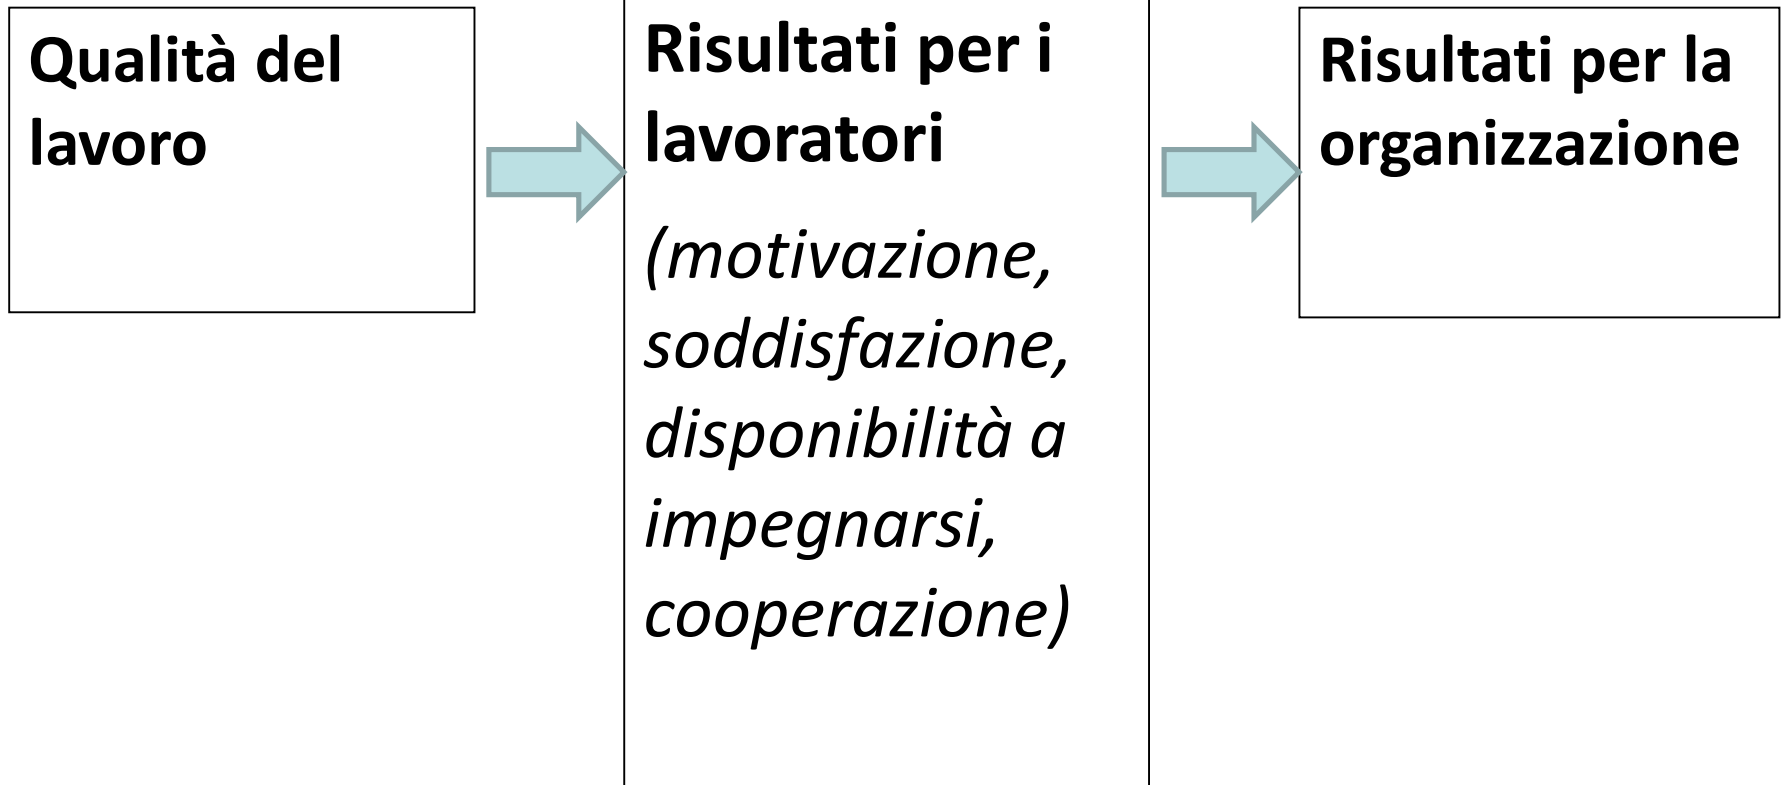 Qualità del
lavoro
Risultati per i
lavoratori
(motivazione,
soddisfazione,
disponibilità a
impegnarsi,
cooperazione)
Risultati per la
organizzazione